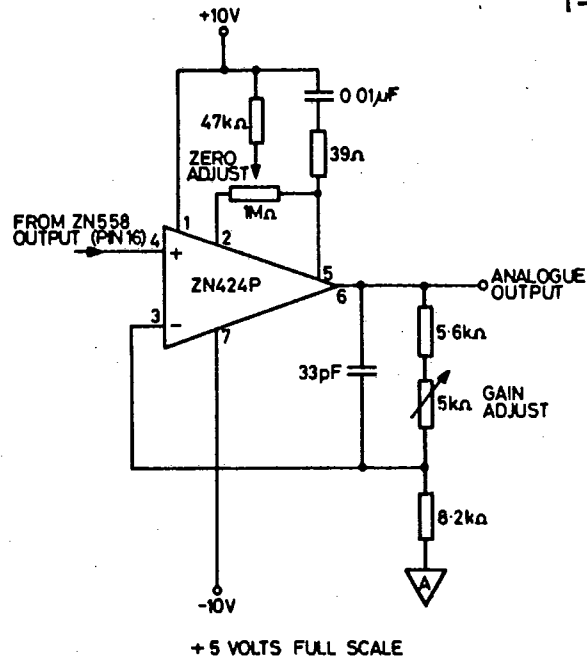 +10V
0·01µF
47kΩ
39Ω
ZERO
ADJUST
1MΩ
FROM ZN558
OUTPUT (PIN 16)
1
2
4
+
5
ZN424P
6
ANALOGUE
OUTPUT
3
−
7
5·6kΩ
33pF
5kΩ
GAIN
ADJUST
8·2kΩ
A
-10V
+5 VOLTS FULL SCALE